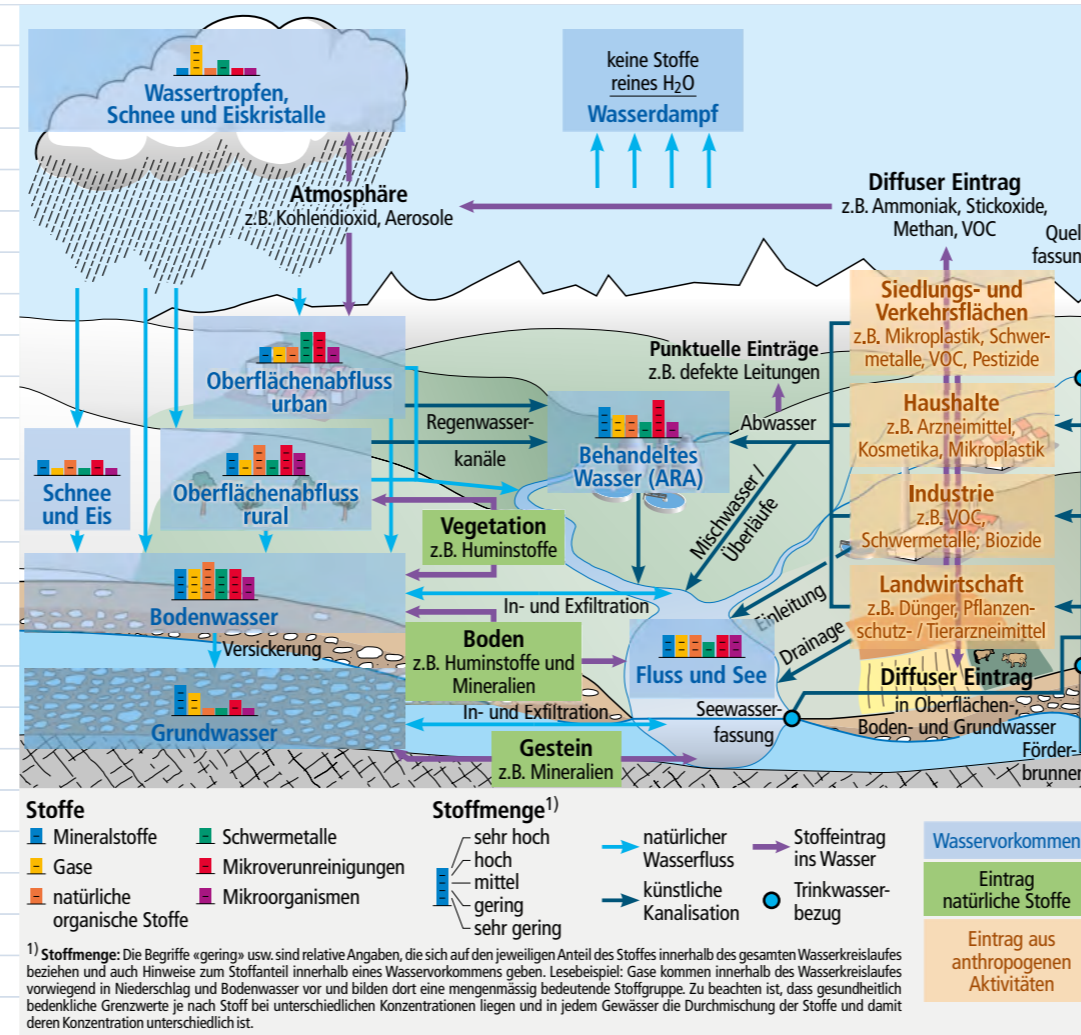 keine Stoffe
reines H₂O
Wasserdampf
Wassertropfen,
Schnee und Eiskristalle
Atmosphäre
z.B. Kohlendioxid, Aerosole
Diffuser Eintrag
z.B. Ammoniak, Stickoxide,
Methan, VOC
Quel
fassun
Siedlungs- und
Verkehrsflächen
z.B. Mikroplastik, Schwer-
metalle, VOC, Pestizide
Oberflächenabfluss
urban
Punktuelle Einträge
z.B. defekte Leitungen
Regenwasser-
kanäle
Abwasser
Haushalte
z.B. Arzneimittel,
Kosmetika, Mikroplastik
Behandeltes
Wasser (ARA)
Schnee
und Eis
Oberflächenabfluss
rural
Vegetation
z.B. Huminstoffe
Mischwasser /
Überläufe
Industrie
z.B. VOC,
Schwermetalle, Biozide
Bodenwasser
In- und Exfiltration
Einleitung
Landwirtschaft
z.B. Dünger, Pflanzen-
schutz- / Tierarzneimittel
Versickerung
Boden
z.B. Huminstoffe und
Mineralien
Fluss und See
Drainage
Diffuser Eintrag
in Oberflächen-,
Boden- und Grundwasser
Grundwasser
In- und Exfiltration
Seewasser-
fassung
Förder-
brunnen
Gestein
z.B. Mineralien
Stoffe
Mineralstoffe
Gase
natürliche
organische Stoffe
Schwermetalle
Mikroverunreinigungen
Mikroorganismen
Stoffmenge¹⁾
sehr hoch
hoch
mittel
gering
sehr gering
natürlicher
Wasserfluss
künstliche
Kanalisation
Stoffeintrag
ins Wasser
Trinkwasser-
bezug
Wasservorkommen
Eintrag
natürliche Stoffe
Eintrag aus
anthropogenen
Aktivitäten
¹⁾ Stoffmenge: Die Begriffe «gering» usw. sind relative Angaben, die sich auf den jeweiligen Anteil des Stoffes innerhalb des gesamten Wasserkreislaufes
beziehen und auch Hinweise zum Stoffanteil innerhalb eines Wasservorkommens geben. Lesebeispiel: Gase kommen innerhalb des Wasserkreislaufes
vorwiegend in Niederschlag und Bodenwasser vor und bilden dort eine mengenmässig bedeutende Stoffgruppe. Zu beachten ist, dass gesundheitlich
bedenkliche Grenzwerte je nach Stoff bei unterschiedlichen Konzentrationen liegen und in jedem Gewässer die Durchmischung der Stoffe und damit
deren Konzentration unterschiedlich ist.